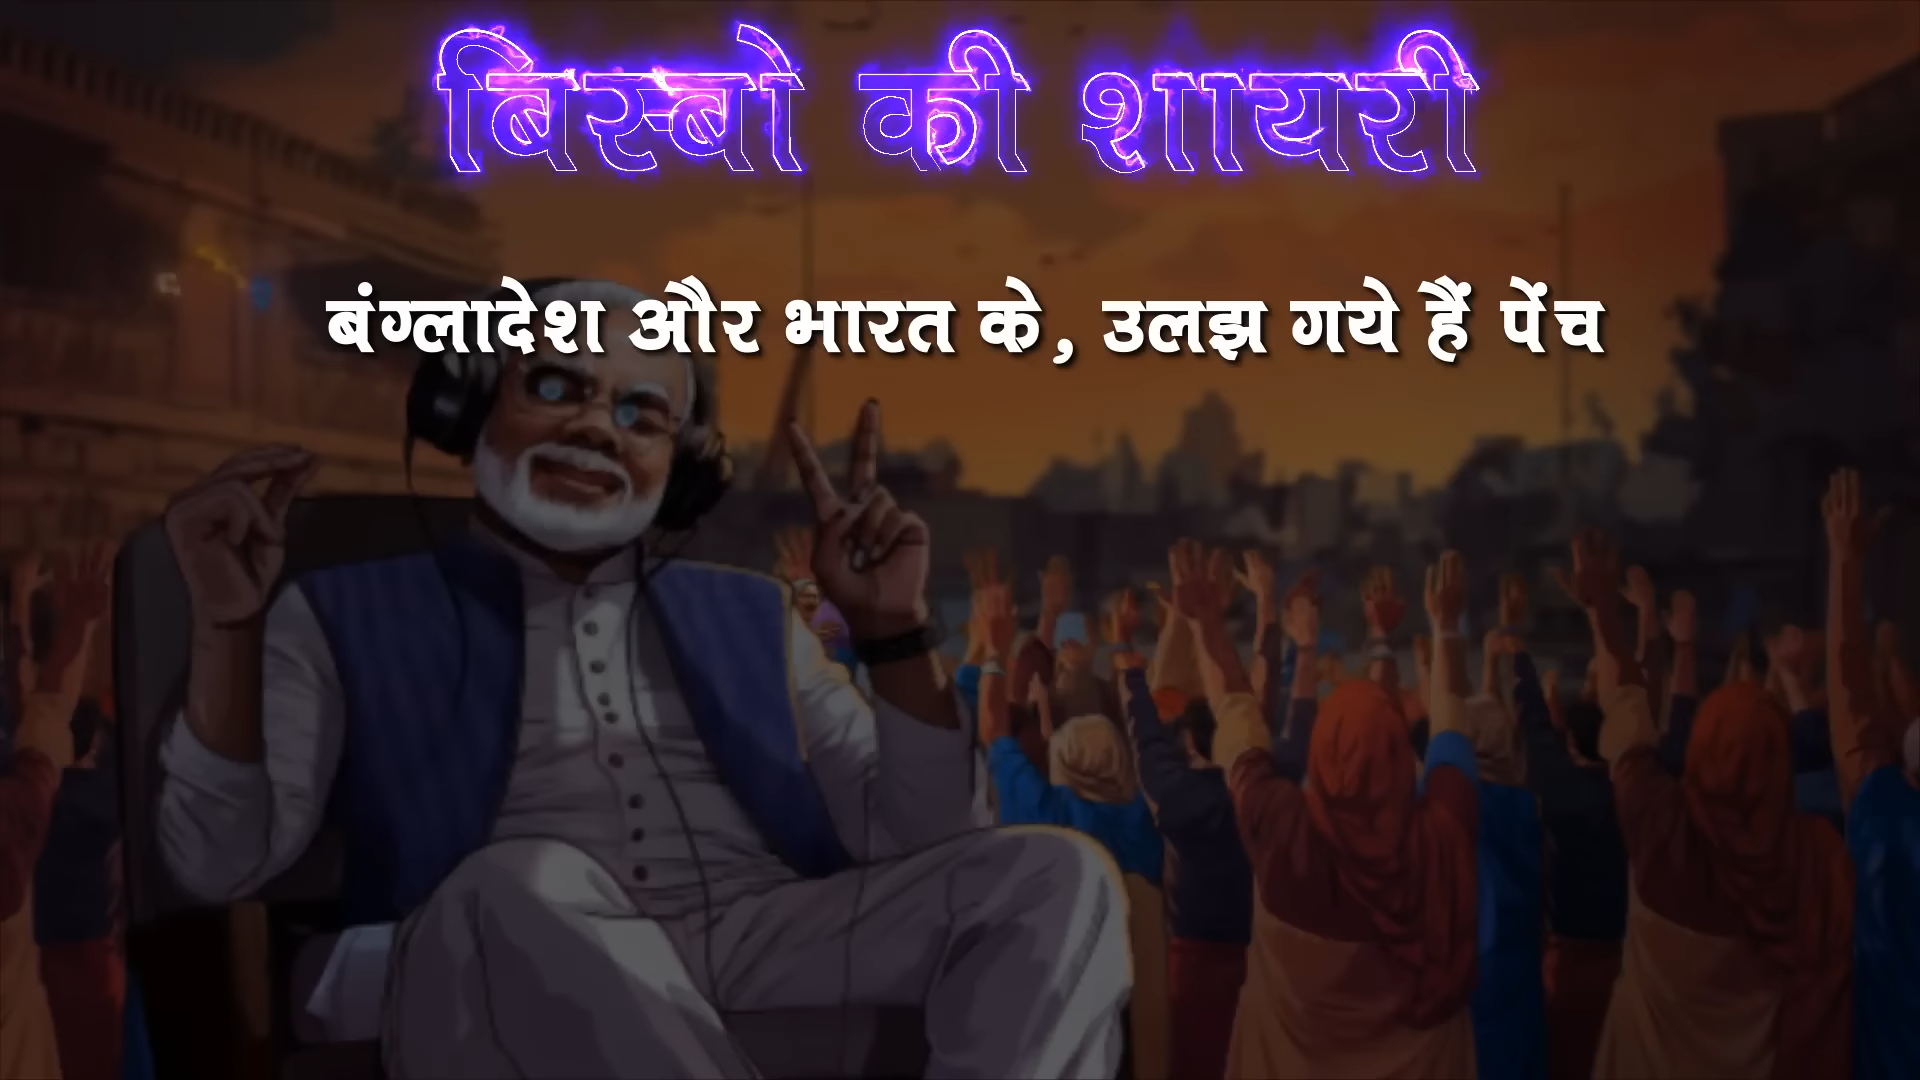 बिस्बो की शायरी
बंग्लादेश और भारत के, उलझ गये हैं पेंच